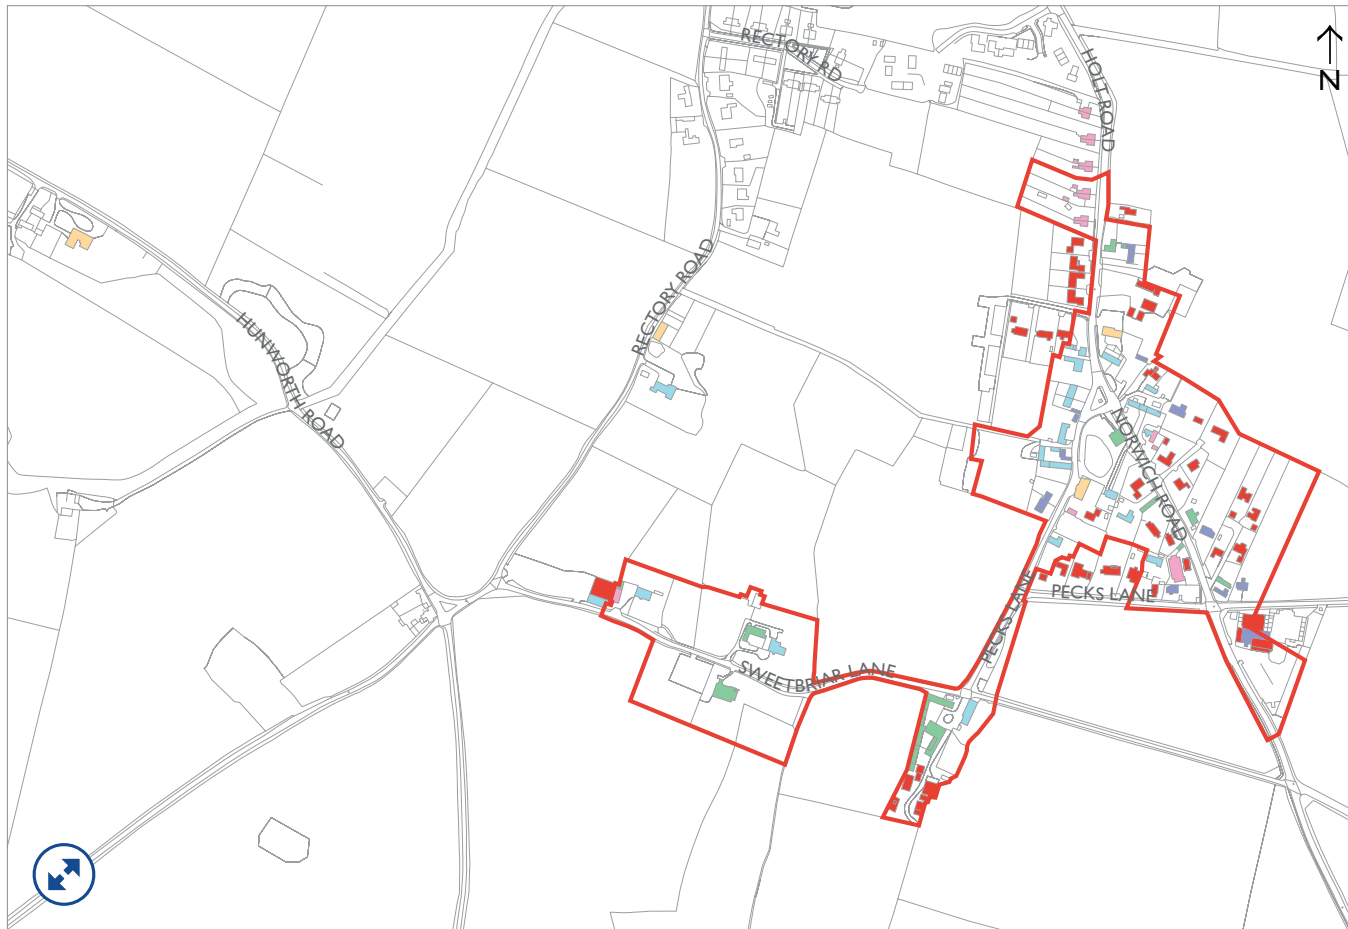 RECTORY RD
HOLT ROAD
N
RECTORY ROAD
HUNWORTH ROAD
NORWICH ROAD
PECKS LANE
PECKS LANE
SWEETBRIAR LANE